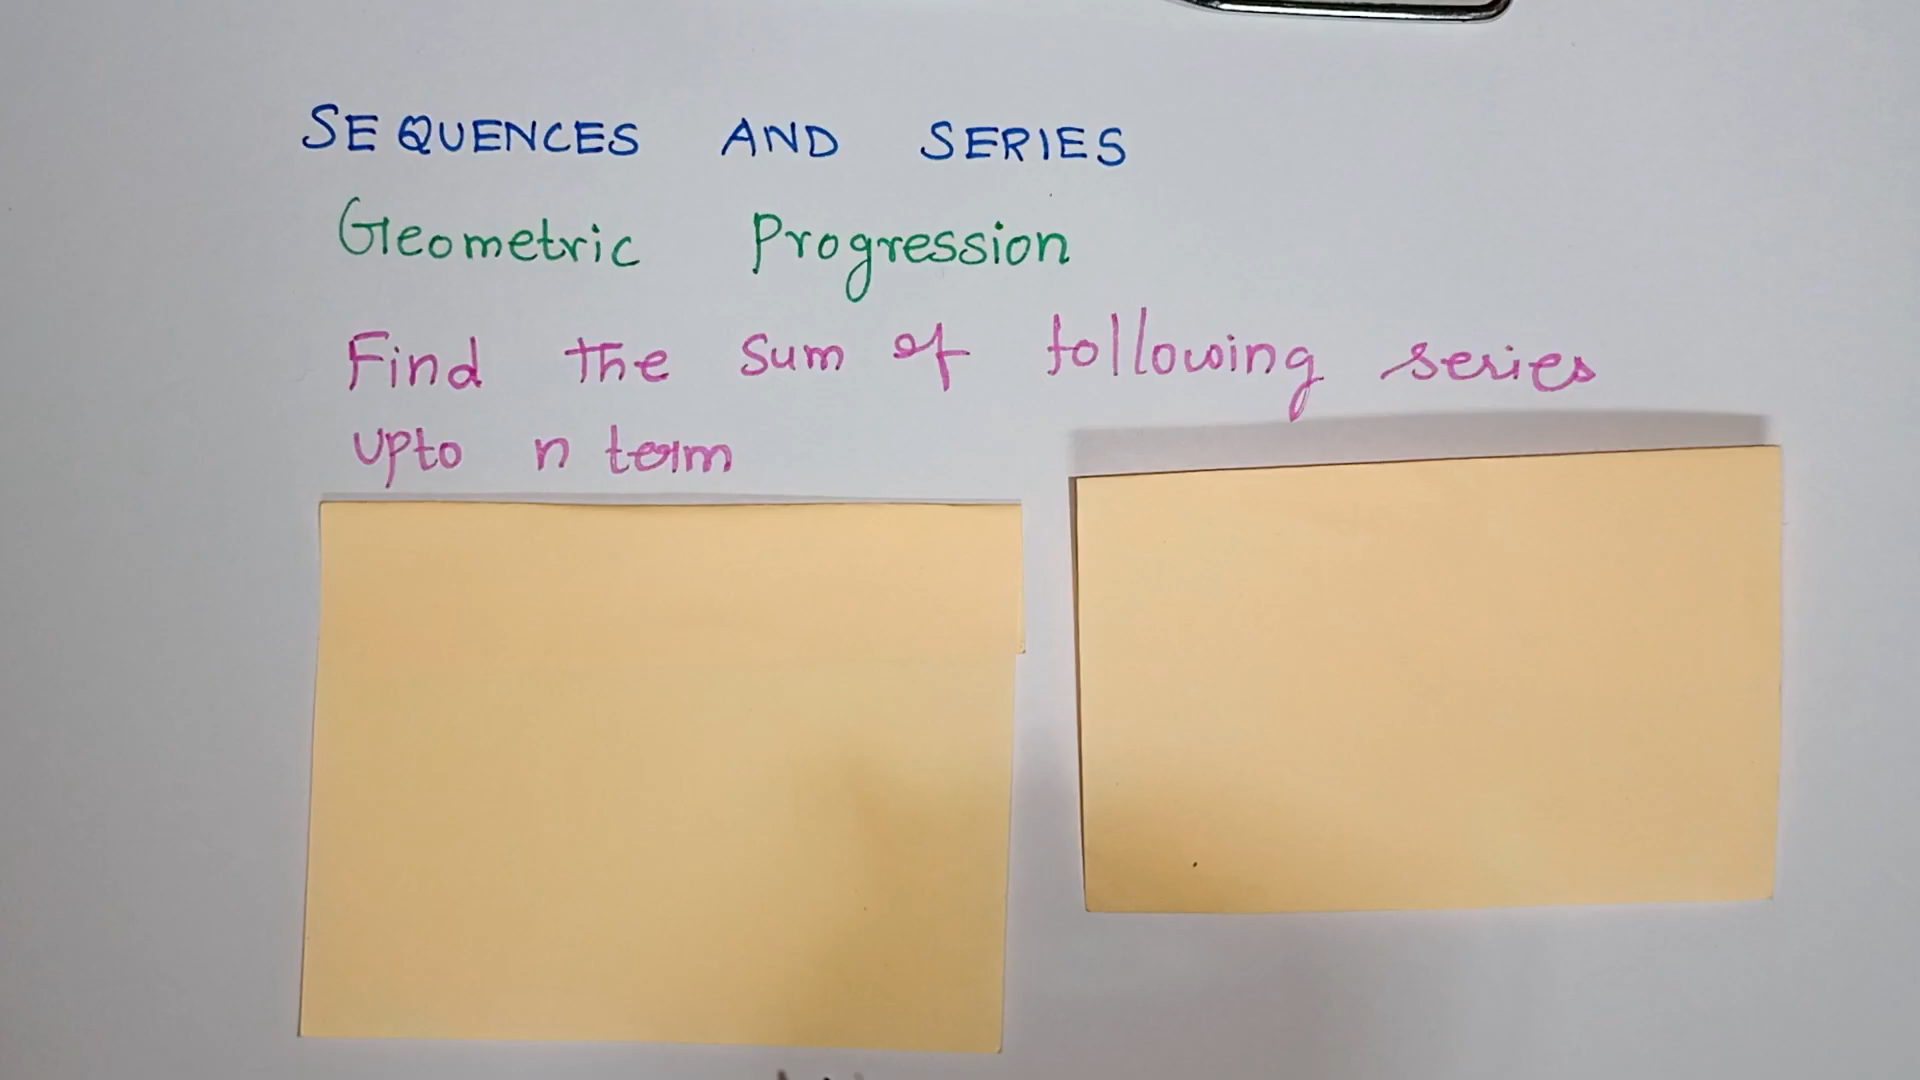 SEQUENCES AND SERIES
Geometric Progression
Find the sum of following series
upto n term